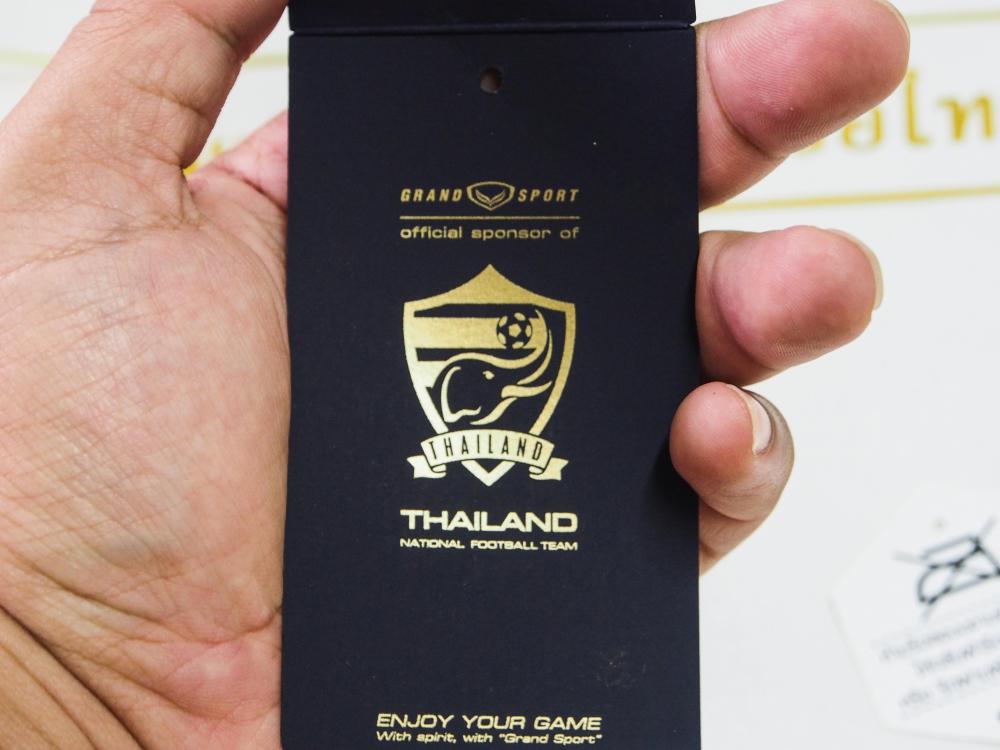 GRAND SPORT
official sponsor of
THAILAND
THAILAND
NATIONAL FOOTBALL TEAM
ENJOY YOUR GAME
With spirit, with "Grand Sport"